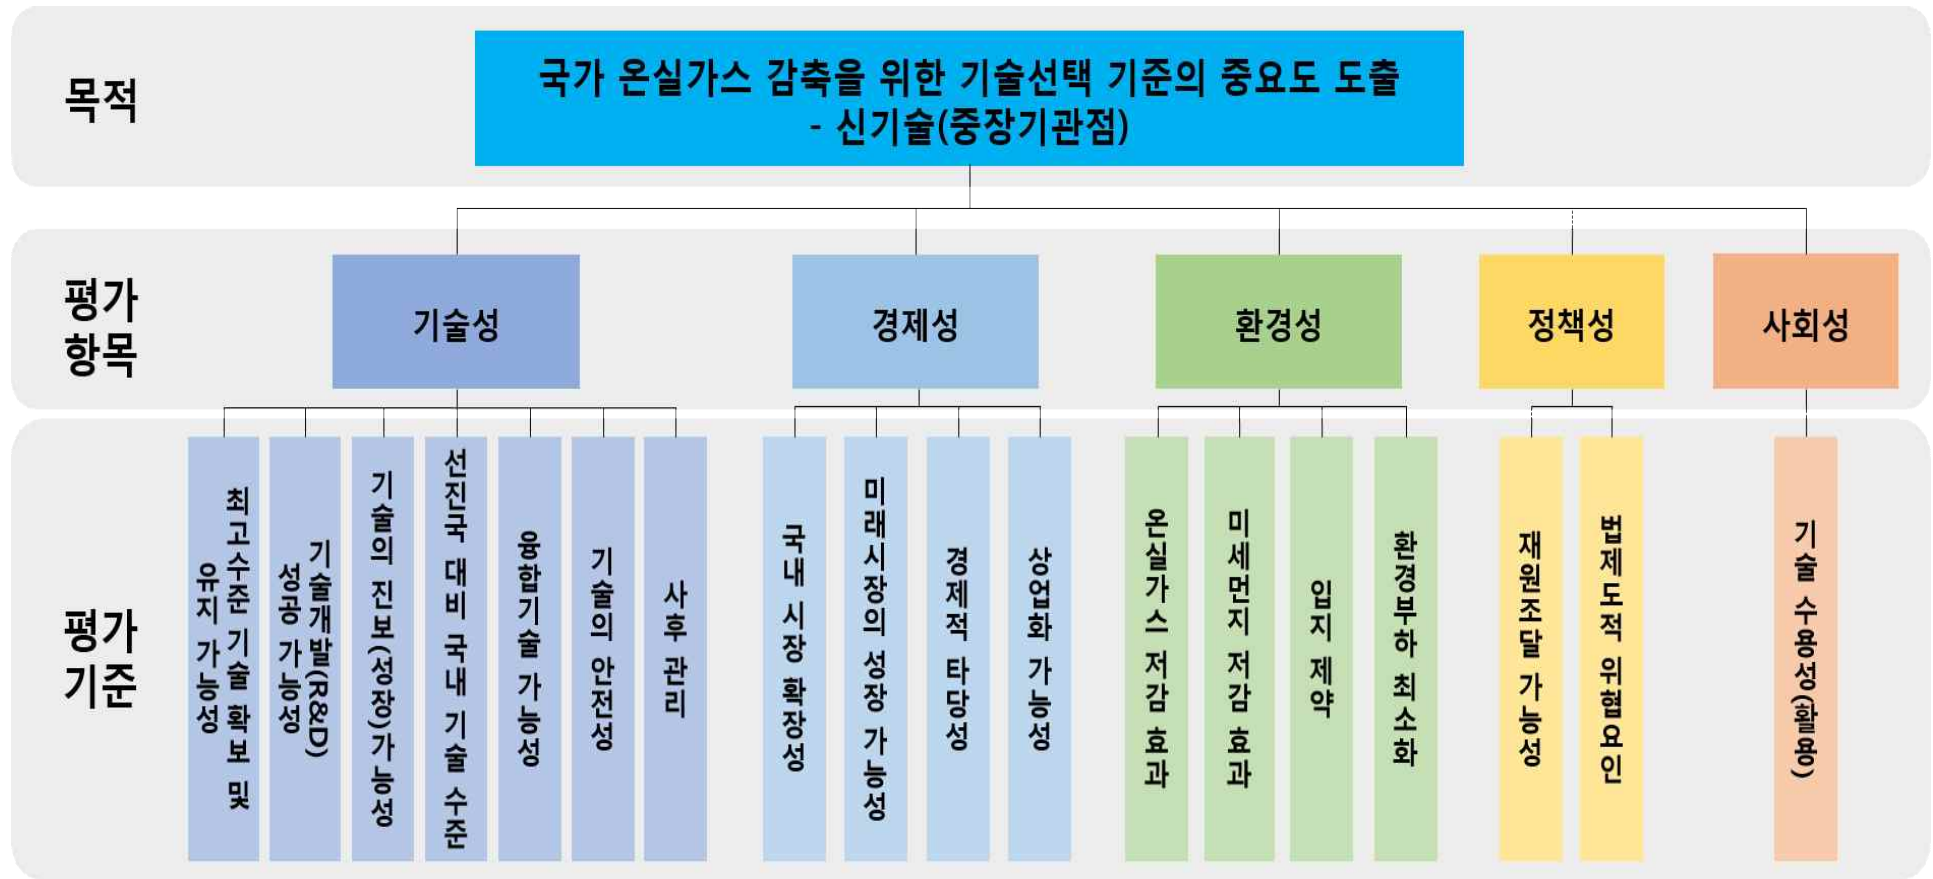 목적
국가 온실가스 감축을 위한 기술선택 기준의 중요도 도출
- 신기술(중장기관점)
평가
항목
기술성
경제성
환경성
정책성
사회성
평가
기준
최고수준 기술 확보 및
유지 가능성
기술개발(R&D)
성공 가능성
기술의 진보(성장)가능성
선진국 대비 국내 기술 수준
융합기술 가능성
기술의 안전성
사후 관리
국내 시장 확장성
미래시장의 성장 가능성
경제적 타당성
상업화 가능성
온실가스 저감 효과
미세먼지 저감 효과
입지 제약
환경부하 최소화
재원조달 가능성
법제도적 위협요인
기술 수용성(활용)